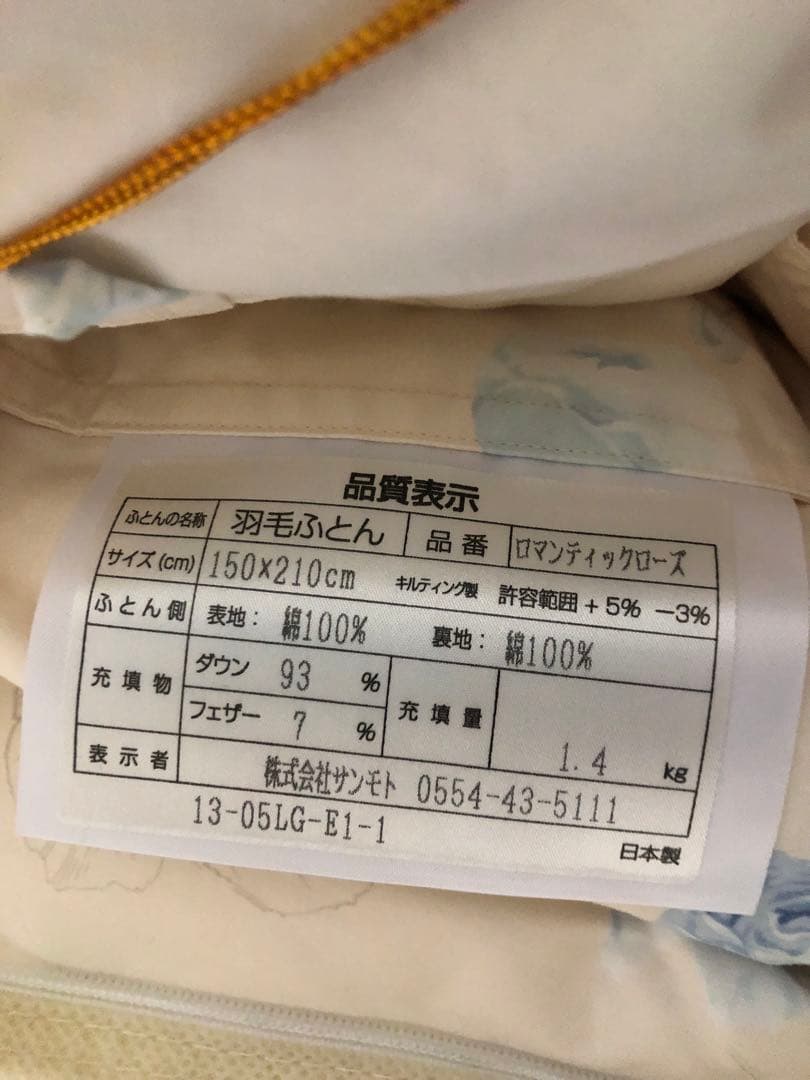 品質表示
ふとんの名称 羽毛ふとん 品番 ロマンティックローズ
サイズ(cm) 150×210cm キルティング製 許容範囲+5% -3%
ふとん側 表地: 綿100% 裏地: 綿100%
充填物 ダウン 93 % 充填量 1.4 kg
フェザー 7 %
表示者 株式会社サンモト 0554-43-5111
13-05LG-E1-1
日本製